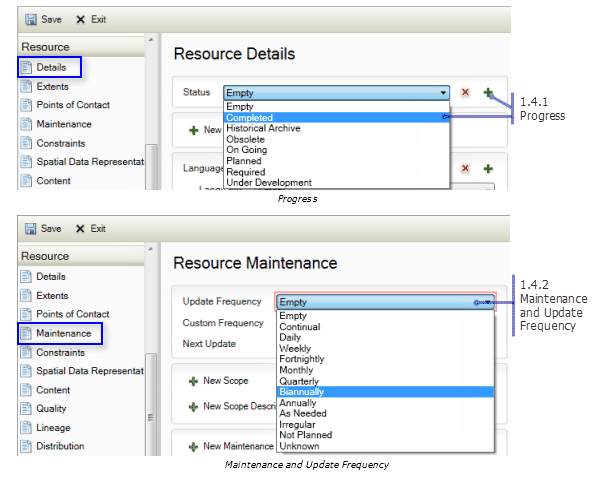 Save Exit
Resource
Details
Extents
Points of Contact
Maintenance
Constraints
Spatial Data Representat
Content
Resource Details
Status Empty
Empty
Completed
Historical Archive
Obsolete
On Going
Planned
Required
Under Development
New
Language
1.4.1
Progress
Progress
Save Exit
Resource
Details
Extents
Points of Contact
Maintenance
Constraints
Spatial Data Representat
Content
Quality
Lineage
Distribution
Resource Maintenance
Update Frequency Empty
Custom Frequency
Next Update
Empty
Continual
Daily
Weekly
Fortnightly
Monthly
Quarterly
Biannually
Annually
As Needed
Irregular
Not Planned
Unknown
New Scope
New Scope Descri
New Maintenance
1.4.2
Maintenance
and Update
Frequency
Maintenance and Update Frequency